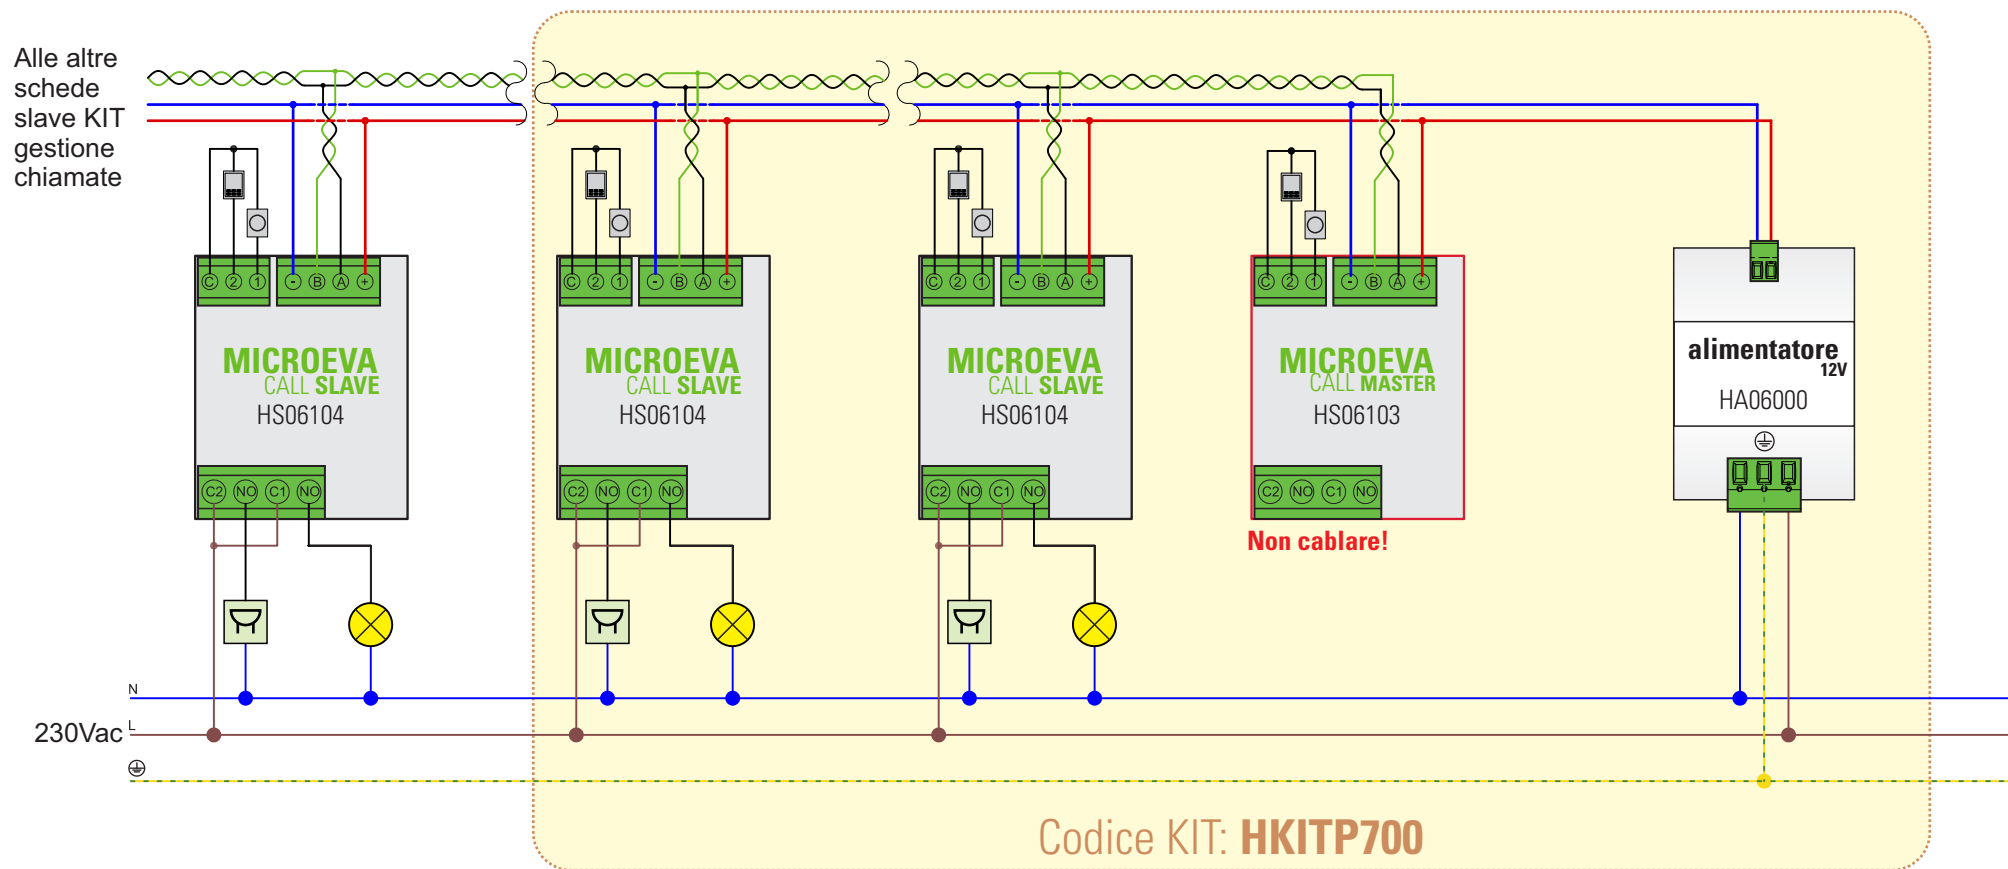 Alle altre
schede
slave KIT
gestione
chiamate
C 2 1 - B A +
MICROEVA
CALL SLAVE
HS06104
C2 NO C1 NO
C 2 1 - B A +
MICROEVA
CALL SLAVE
HS06104
C2 NO C1 NO
C 2 1 - B A +
MICROEVA
CALL SLAVE
HS06104
C2 NO C1 NO
C 2 1 - B A +
MICROEVA
CALL MASTER
HS06103
C2 NO C1 NO
Non cablare!
alimentatore
12V
HA06000
N
230Vac L
Codice KIT: HKITP700